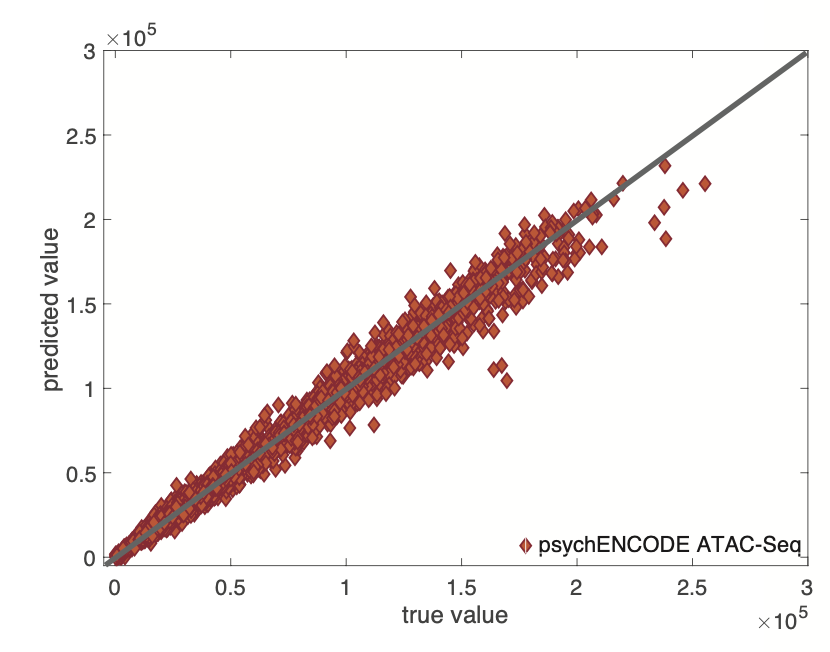 ×10⁵
3
2.5
2
1.5
1
0.5
0
predicted value
psychENCODE ATAC-Seq
0 0.5 1 1.5 2 2.5 3
true value
×10⁵